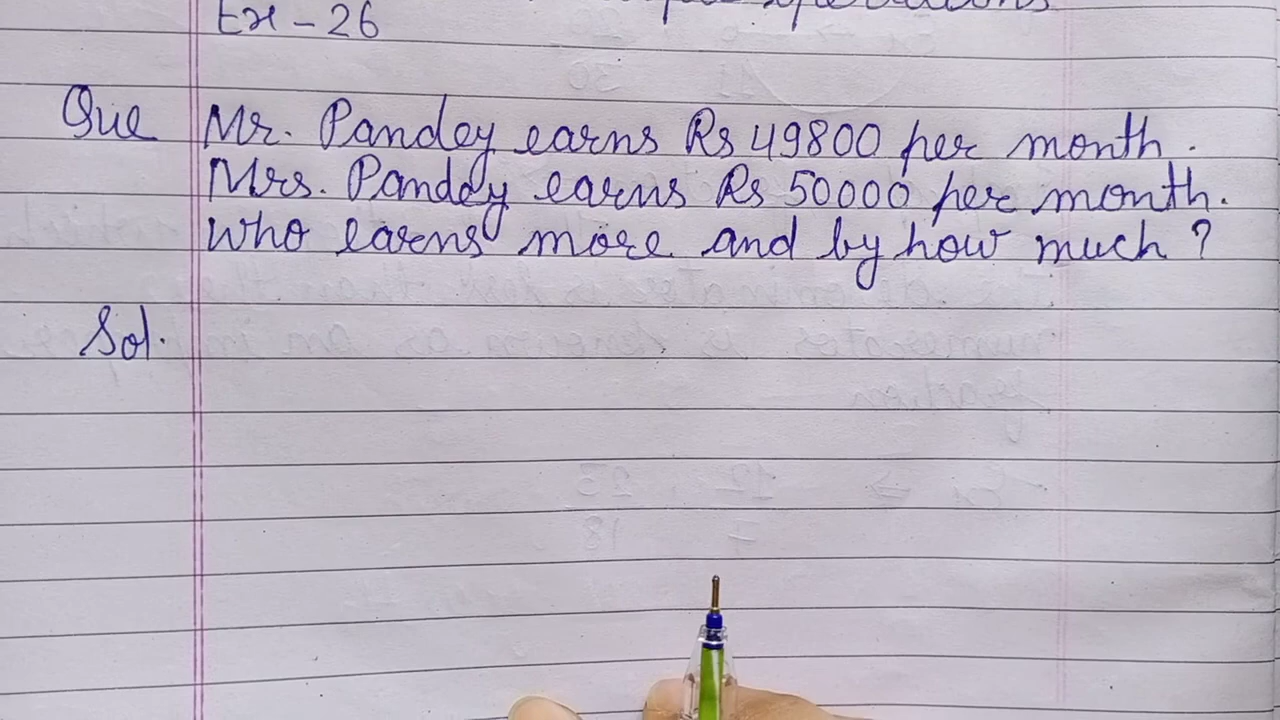 Ex - 26
Que Mr. Pandey earns Rs 49800 per month.
Mrs. Pandey earns Rs 50000 per month.
Who earns more and by how much?
Sol.